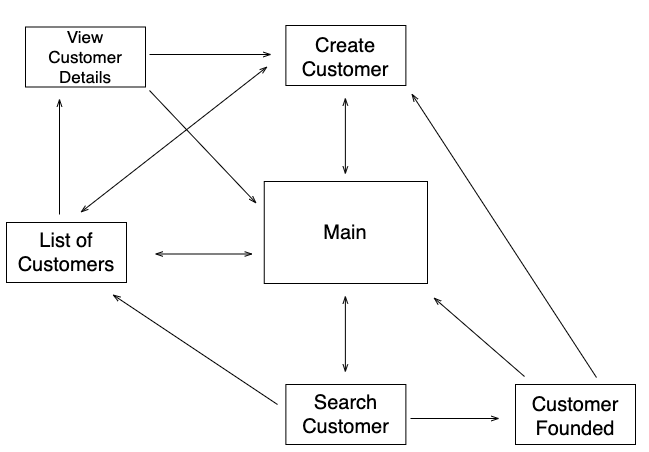 View
Customer
Details
Create
Customer
List of
Customers
Main
Search
Customer
Customer
Founded